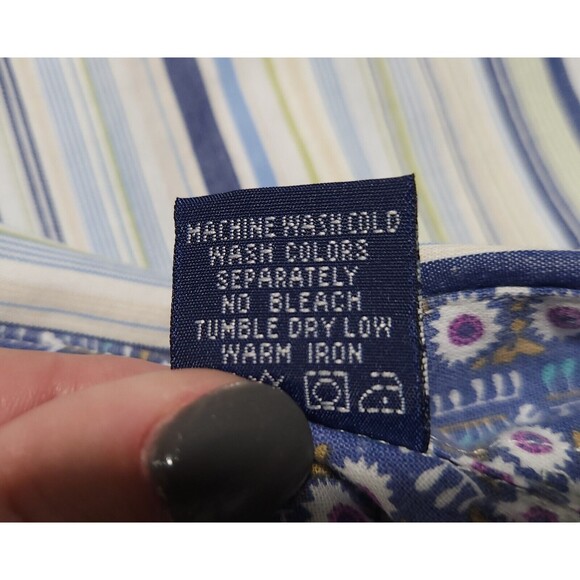 MACHINE WASH COLD
WASH COLORS
SEPARATELY
NO BLEACH
TUMBLE DRY LOW
WARM IRON